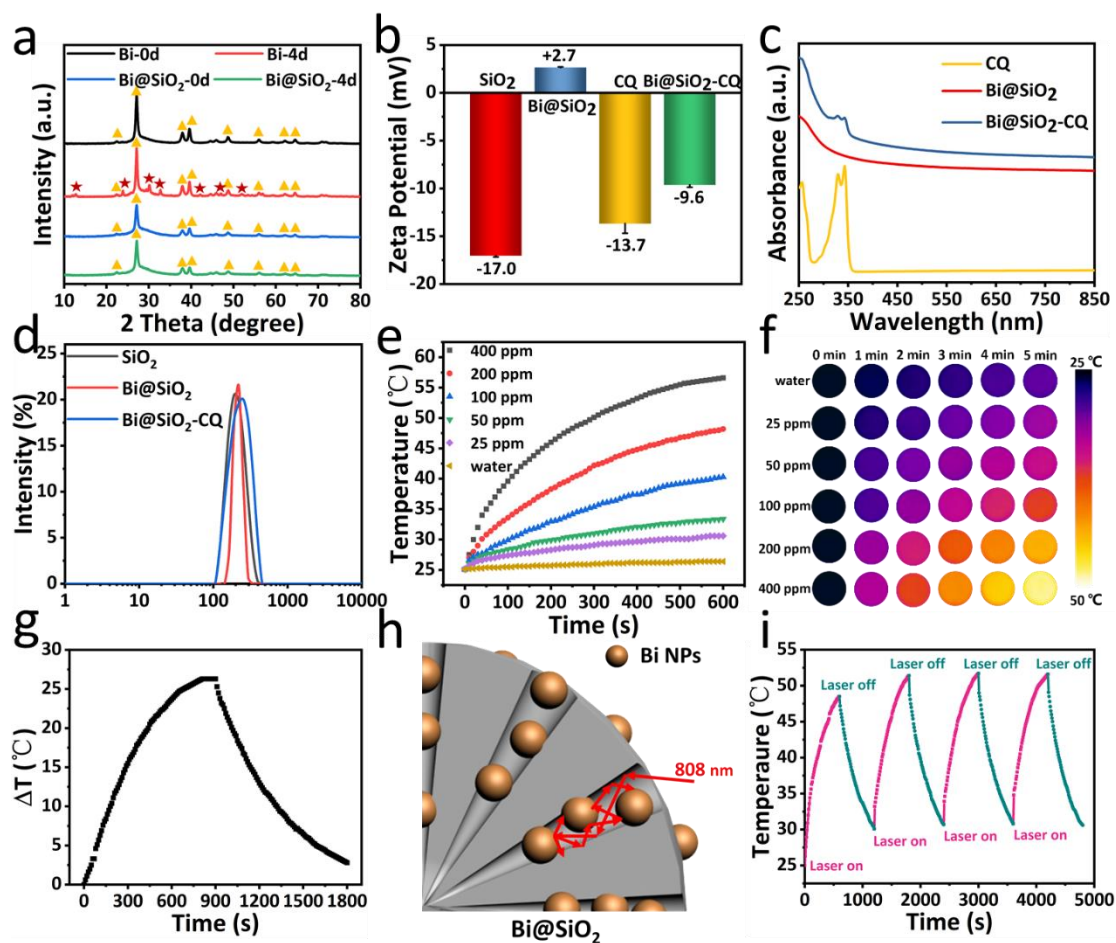 a
Bi-0d
Bi-4d
Bi@SiO₂-0d
Bi@SiO₂-4d
Intensity (a.u.)
10 20 30 40 50 60 70 80
2 Theta (degree)
b
+2.7
SiO₂
Bi@SiO₂
CQ
Bi@SiO₂-CQ
-17.0
-13.7
-9.6
5
0
-5
-10
-15
-20
Zeta Potential (mV)
c
CQ
Bi@SiO₂
Bi@SiO₂-CQ
Absorbance (a.u.)
250 350 450 550 650 750 850
Wavelength (nm)
d
SiO₂
Bi@SiO₂
Bi@SiO₂-CQ
20
15
10
5
0
Intensity (%)
1 10 100 1000 10000
e
400 ppm
200 ppm
100 ppm
50 ppm
25 ppm
water
60
55
50
45
40
35
30
25
Temperature (℃)
0 100 200 300 400 500 600
Time (s)
f
0 min 1 min 2 min 3 min 4 min 5 min
water
25 ppm
50 ppm
100 ppm
200 ppm
400 ppm
25 ℃
50 ℃
g
30
25
20
15
10
5
0
ΔT (℃)
0 300 600 900 1200 1500 1800
Time (s)
h
Bi NPs
808 nm
Bi@SiO₂
i
Laser off
Laser off
Laser off
Laser off
Laser on
Laser on
Laser on
Laser on
55
50
45
40
35
30
25
Temperaure (℃)
0 1000 2000 3000 4000 5000
Time (s)